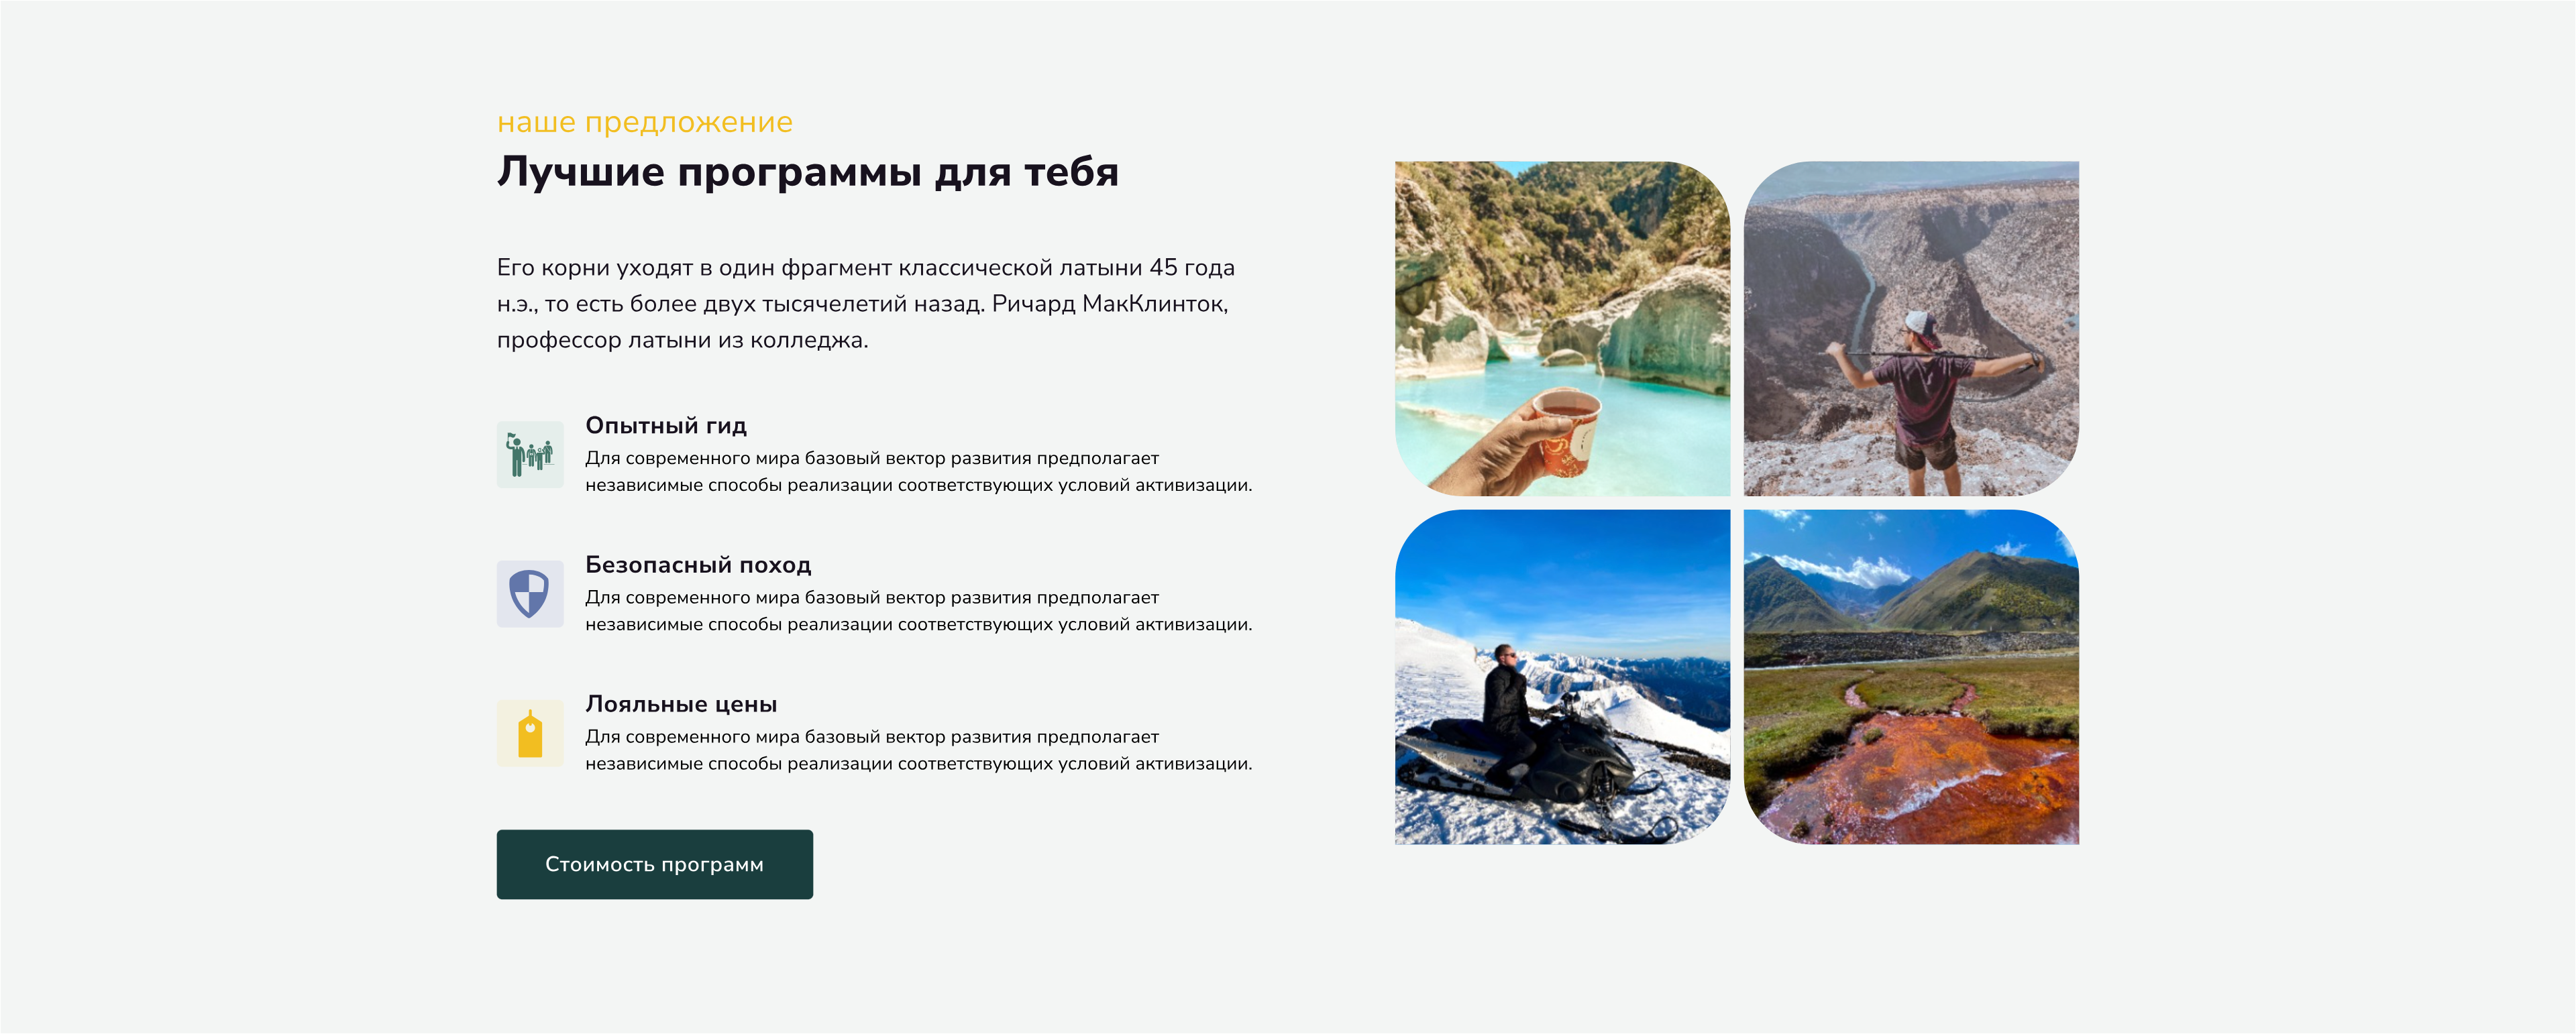 наше предложение
Лучшие программы для тебя
Его корни уходят в один фрагмент классической латыни 45 года
н.э., то есть более двух тысячелетий назад. Ричард МакКлинток,
профессор латыни из колледжа.
Опытный гид
Для современного мира базовый вектор развития предполагает
независимые способы реализации соответствующих условий активизации.
Безопасный поход
Для современного мира базовый вектор развития предполагает
независимые способы реализации соответствующих условий активизации.
Лояльные цены
Для современного мира базовый вектор развития предполагает
независимые способы реализации соответствующих условий активизации.
Стоимость программ